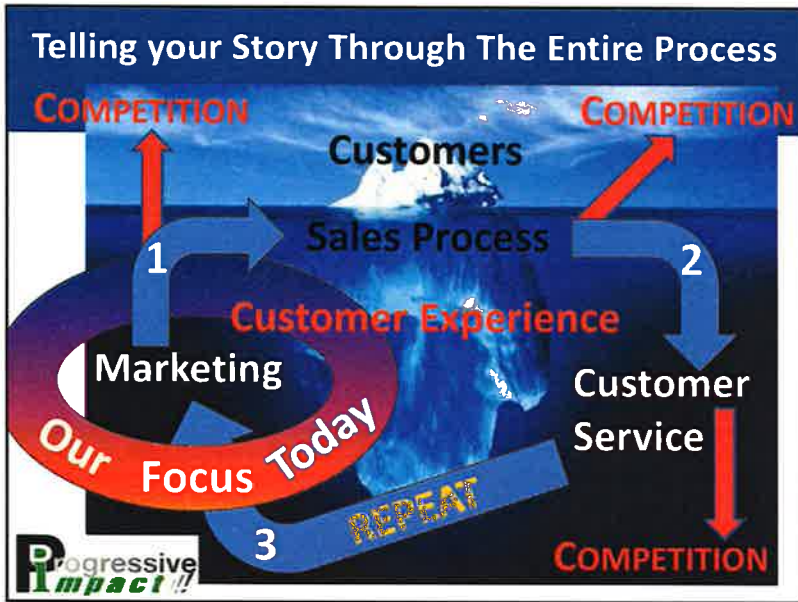 Telling your Story Through The Entire Process
COMPETITION
COMPETITION
Customers
1
Sales Process
2
Customer Experience
Marketing
Customer
Service
Our Focus Today
REPEAT
3
COMPETITION
Progressive
impact!!